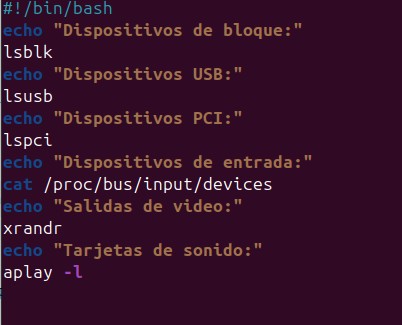 #!/bin/bash
echo "Dispositivos de bloque:"
lsblk
echo "Dispositivos USB:"
lsusb
echo "Dispositivos PCI:"
lspci
echo "Dispositivos de entrada:"
cat /proc/bus/input/devices
echo "Salidas de video:"
xrandr
echo "Tarjetas de sonido:"
aplay -l